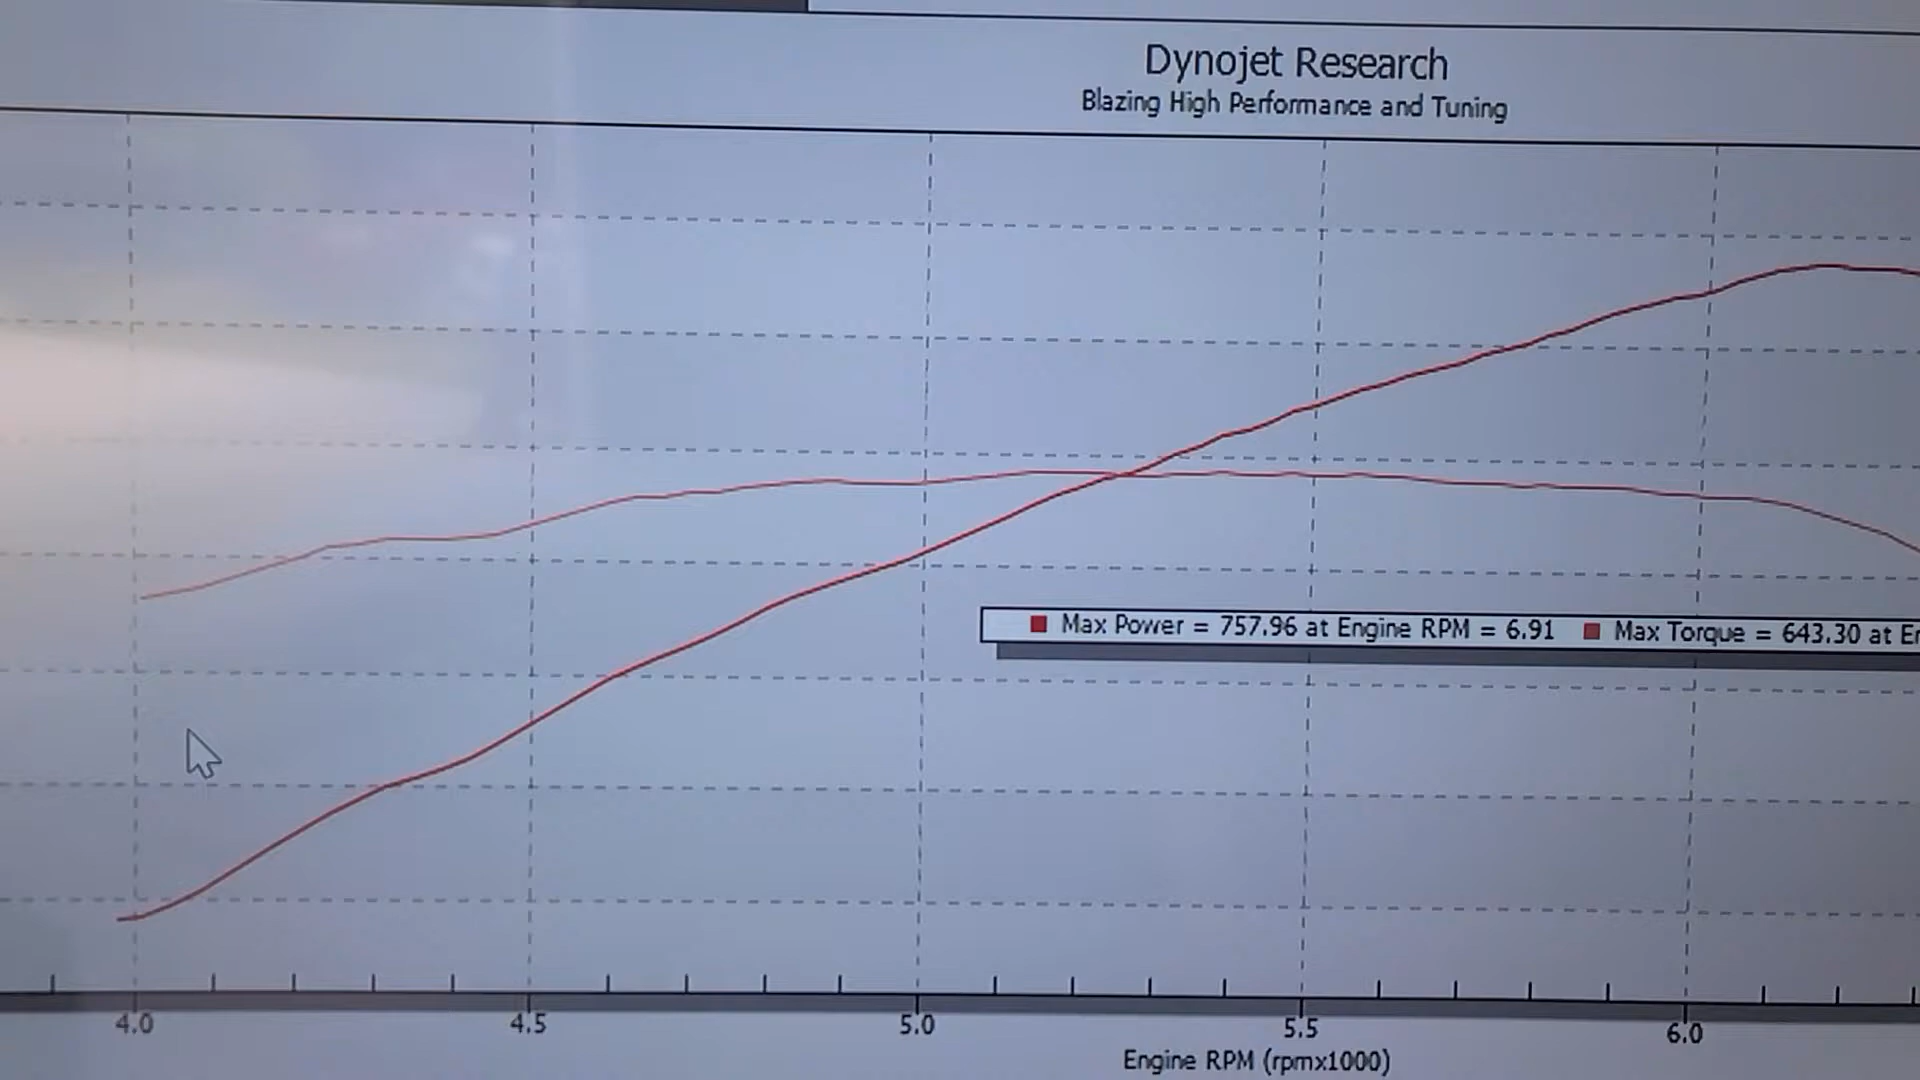 Dynojet Research
Blazing High Performance and Tuning
Max Power = 757.96 at Engine RPM = 6.91 Max Torque = 643.30 at
4.0 4.5 5.0 5.5 6.0
Engine RPM (rpmx1000)